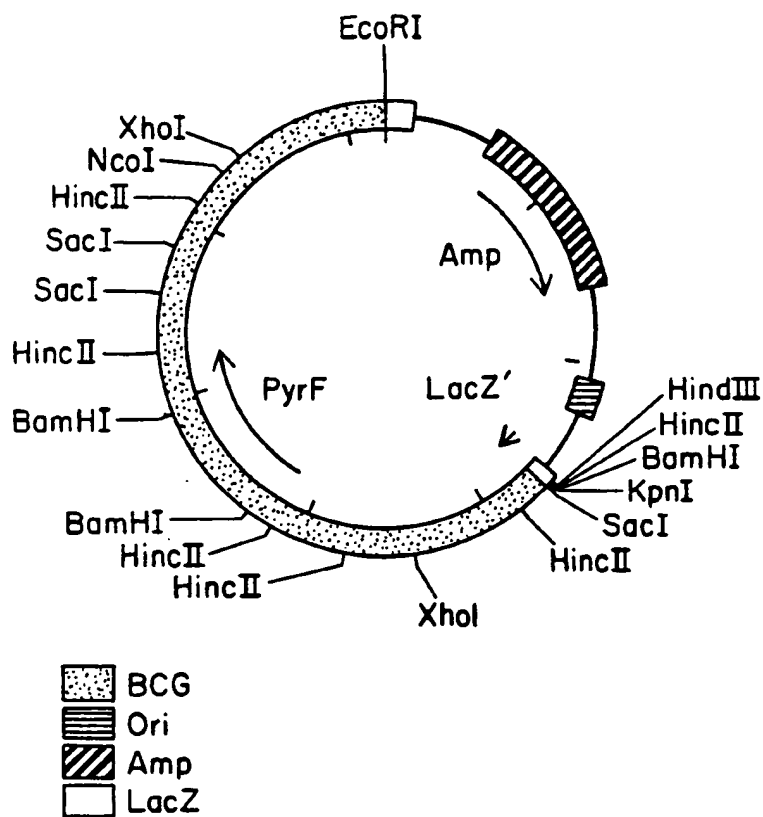 EcoRI
XhoI
NcoI
HincII
SacI
SacI
HincII
BamHI
BamHI
HincII
HincII
XhoI
HincII
SacI
KpnI
BamHI
HincII
HindIII
Amp
PyrF
LacZ′
BCG
Ori
Amp
LacZ